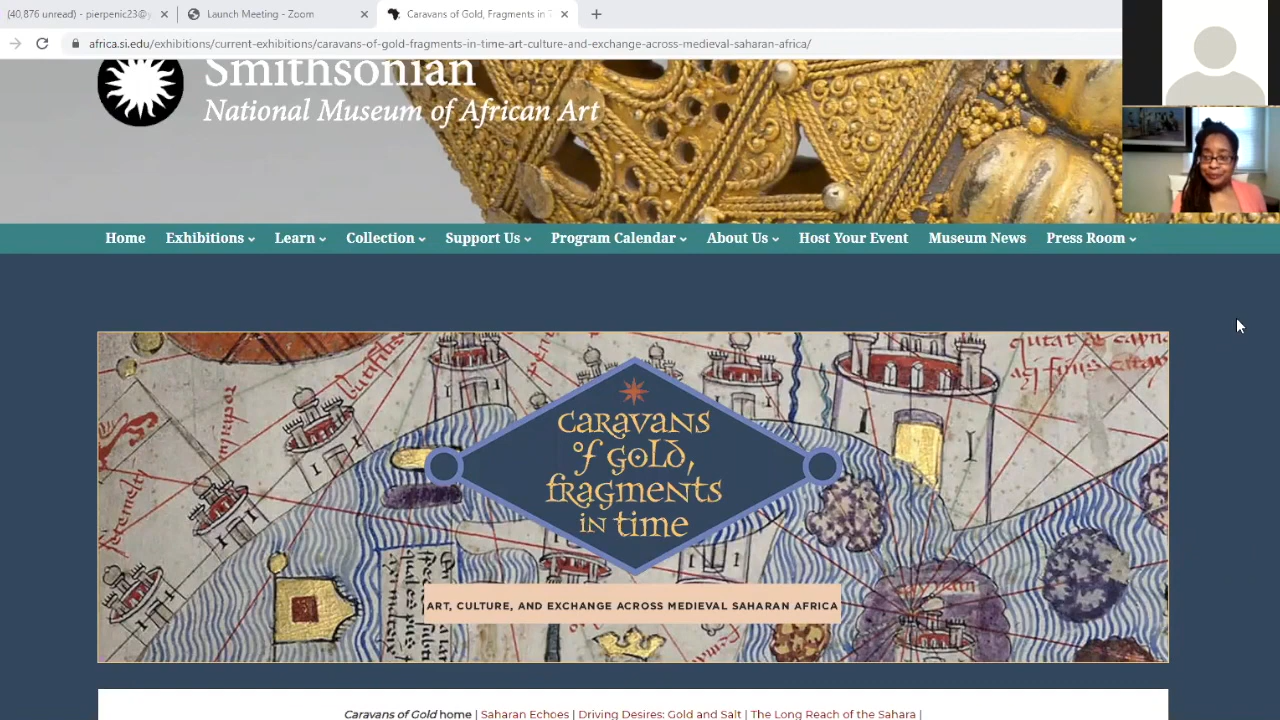 (40,876 unread) - pierpenic23@y
Launch Meeting - Zoom
Caravans of Gold, Fragments in T
africa.si.edu/exhibitions/current-exhibitions/caravans-of-gold-fragments-in-time-art-culture-and-exchange-across-medieval-saharan-africa/
Smithsonian
National Museum of African Art
Home Exhibitions Learn Collection Support Us Program Calendar About Us Host Your Event Museum News Press Room
caravans
of gold,
fragments
in time
ART, CULTURE, AND EXCHANGE ACROSS MEDIEVAL SAHARAN AFRICA
Caravans of Gold home | Saharan Echoes | Driving Desires: Gold and Salt | The Long Reach of the Sahara |